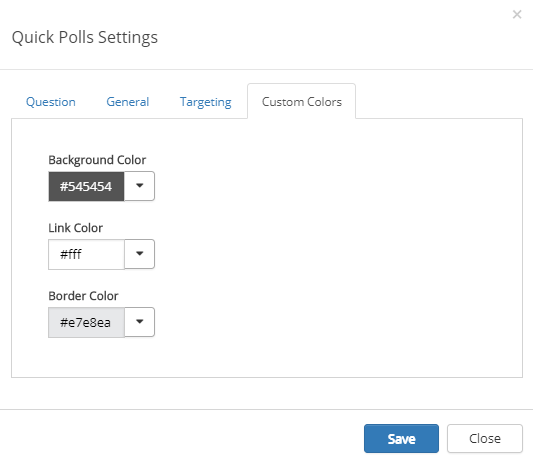 ×
Quick Polls Settings
Question General Targeting Custom Colors
Background Color
#545454
Link Color
#fff
Border Color
#e7e8ea
Save Close